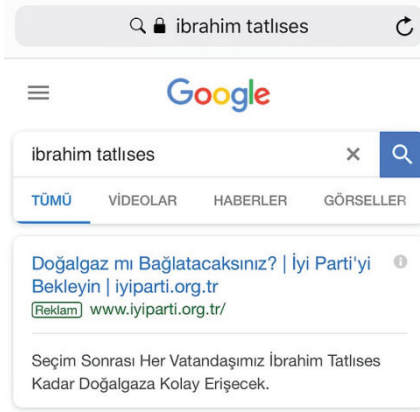 ibrahim tatlıses
Google
ibrahim tatlıses
TÜMÜ VİDEOLAR HABERLER GÖRSELLER
Doğalgaz mı Bağlatacaksınız? | İyi Parti'yi
Bekleyin | iyiparti.org.tr
Reklam www.iyiparti.org.tr/
Seçim Sonrası Her Vatandaşımız İbrahim Tatlıses
Kadar Doğalgaza Kolay Erişecek.